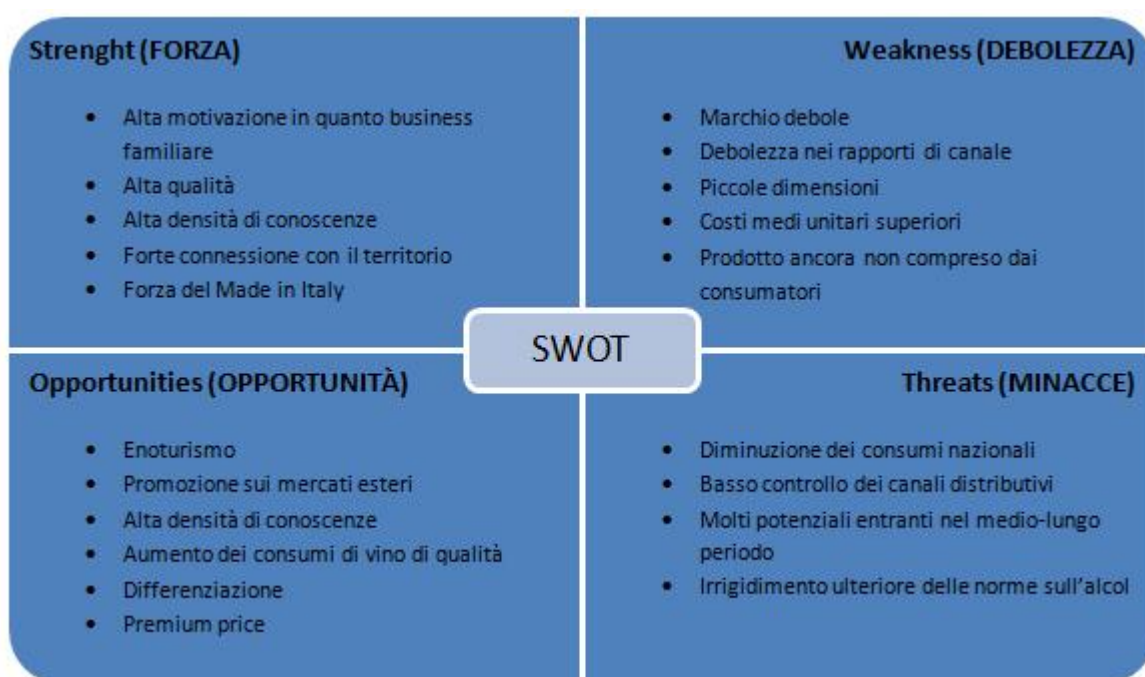 Strenght (FORZA)
• Alta motivazione in quanto business
familiare
• Alta qualità
• Alta densità di conoscenze
• Forte connessione con il territorio
• Forza del Made in Italy
Weakness (DEBOLEZZA)
• Marchio debole
• Debolezza nei rapporti di canale
• Piccole dimensioni
• Costi medi unitari superiori
• Prodotto ancora non compreso dai
consumatori
SWOT
Opportunities (OPPORTUNITÀ)
• Enoturismo
• Promozione sui mercati esteri
• Alta densità di conoscenze
• Aumento dei consumi di vino di qualità
• Differenziazione
• Premium price
Threats (MINACCE)
• Diminuzione dei consumi nazionali
• Basso controllo dei canali distributivi
• Molti potenziali entranti nel medio-lungo
periodo
• Irrigidimento ulteriore delle norme sull'alcol